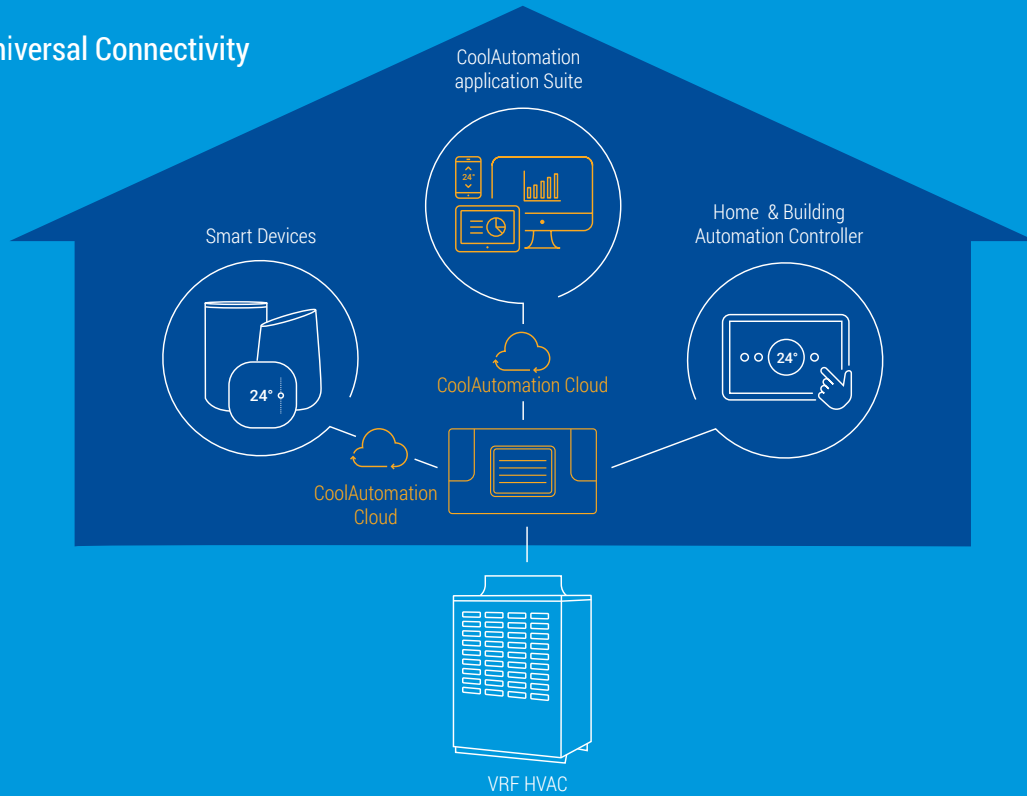 niversal Connectivity
CoolAutomation
application Suite
24°
Smart Devices
Home & Building
Automation Controller
24°
24°
CoolAutomation Cloud
CoolAutomation
Cloud
VRF HVAC